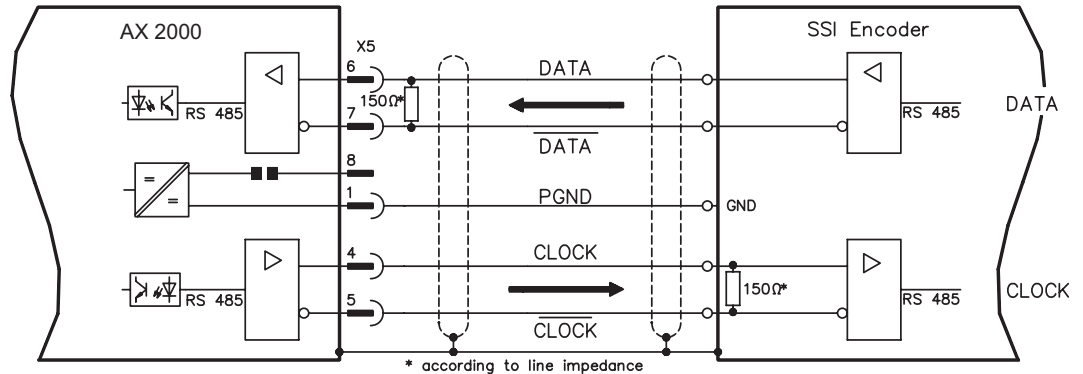 AX 2000
SSI Encoder
X5
6
DATA
150Ω*
RS 485
7
RS 485
DATA
DATA
8
=
=
1
PGND
GND
4
CLOCK
150Ω*
RS 485
5
RS 485
CLOCK
CLOCK
* according to line impedance